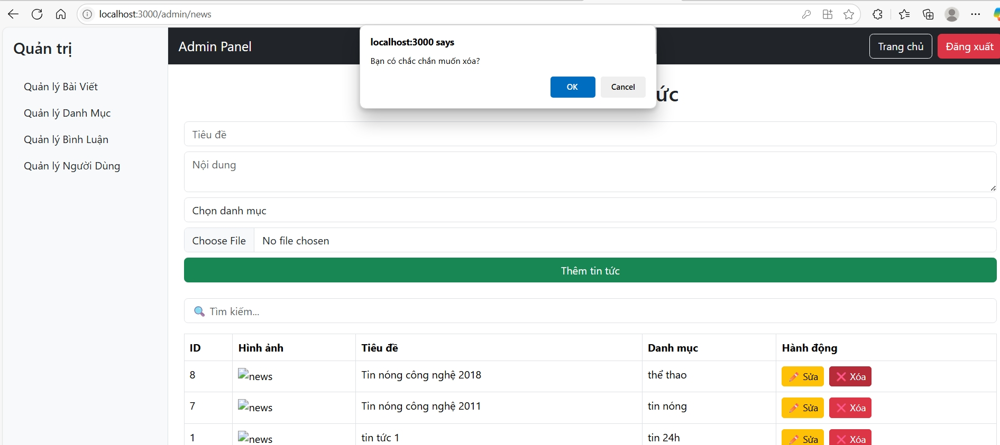 localhost:3000/admin/news
Quản trị
Quản lý Bài Viết
Quản lý Danh Mục
Quản lý Bình Luận
Quản lý Người Dùng
Admin Panel
Trang chủ
Đăng xuất
localhost:3000 says
Bạn có chắc chắn muốn xóa?
OK
Cancel
ức
Tiêu đề
Nội dung
Chọn danh mục
Choose File No file chosen
Thêm tin tức
🔍 Tìm kiếm...
ID Hình ảnh Tiêu đề Danh mục Hành động
8 news Tin nóng công nghệ 2018 thể thao Sửa Xóa
7 news Tin nóng công nghệ 2011 tin nóng Sửa Xóa
1 news tin tức 1 tin 24h Sửa Xóa